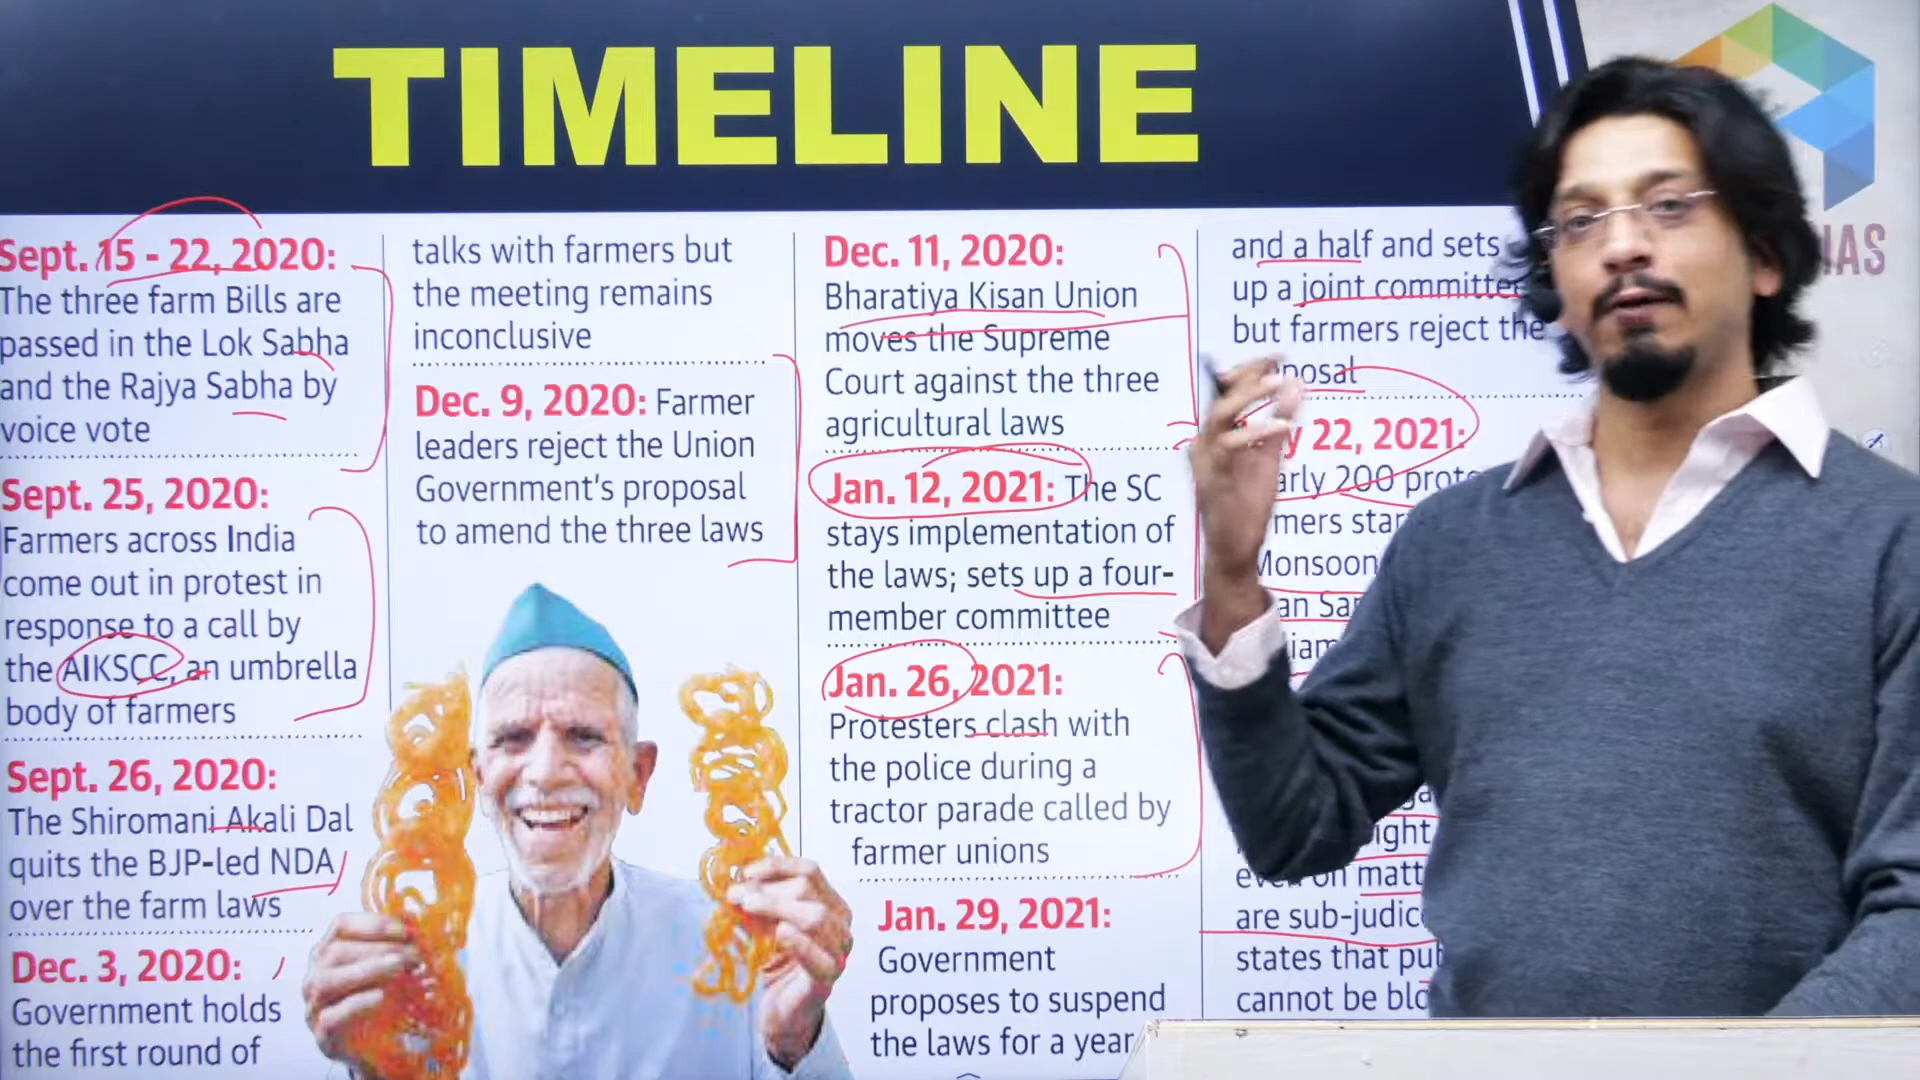 TIMELINE
Sept. 15 - 22, 2020:
The three farm Bills are
passed in the Lok Sabha
and the Rajya Sabha by
voice vote
Sept. 25, 2020:
Farmers across India
come out in protest in
response to a call by
the AIKSCC, an umbrella
body of farmers
Sept. 26, 2020:
The Shiromani Akali Dal
quits the BJP-led NDA
over the farm laws
Dec. 3, 2020:
Government holds
the first round of
talks with farmers but
the meeting remains
inconclusive
Dec. 9, 2020: Farmer
leaders reject the Union
Government's proposal
to amend the three laws
Dec. 11, 2020:
Bharatiya Kisan Union
moves the Supreme
Court against the three
agricultural laws
Jan. 12, 2021: The SC
stays implementation of
the laws; sets up a four-
member committee
Jan. 26, 2021:
Protesters clash with
the police during a
tractor parade called by
farmer unions
Jan. 29, 2021:
Government
proposes to suspend
the laws for a year
and a half and sets
up a joint committee
but farmers reject the
22, 2021:
200
Monsoon
are
states that
cannot be
IAS